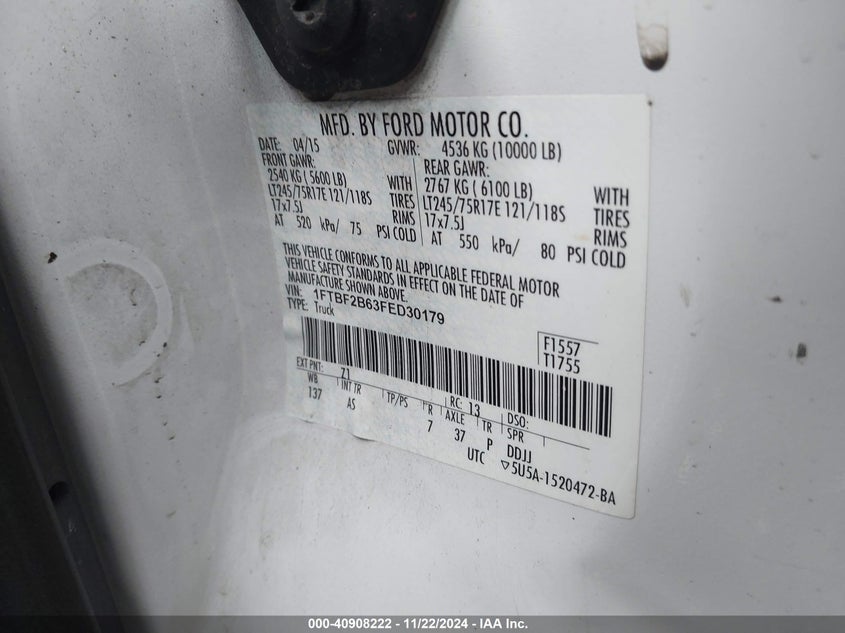 MFD. BY FORD MOTOR CO.
DATE: 04/15 GVWR: 4536 KG (10000 LB)
FRONT GAWR: REAR GAWR:
2540 KG ( 5600 LB) WITH 2767 KG ( 6100 LB) WITH
LT245/75R17E 121/118S TIRES LT245/75R17E 121/118S TIRES
17x7.5J RIMS 17x7.5J RIMS
AT 520 kPa/ 75 PSI COLD AT 550 kPa/ 80 PSI COLD
THIS VEHICLE CONFORMS TO ALL APPLICABLE FEDERAL MOTOR
VEHICLE SAFETY STANDARDS IN EFFECT ON THE DATE OF
MANUFACTURE SHOWN ABOVE.
VIN: 1FTBF2B63FED30179
TYPE: Truck
F1557
T1755
EXT PNT: Z1 RC: 13 DSO:
WB INT TR TP/PS R AXLE TR SPR
137 AS 7 37 P DDJJ
UTC ▽5U5A-1520472-BA
000-40908222 - 11/22/2024 - IAA Inc.